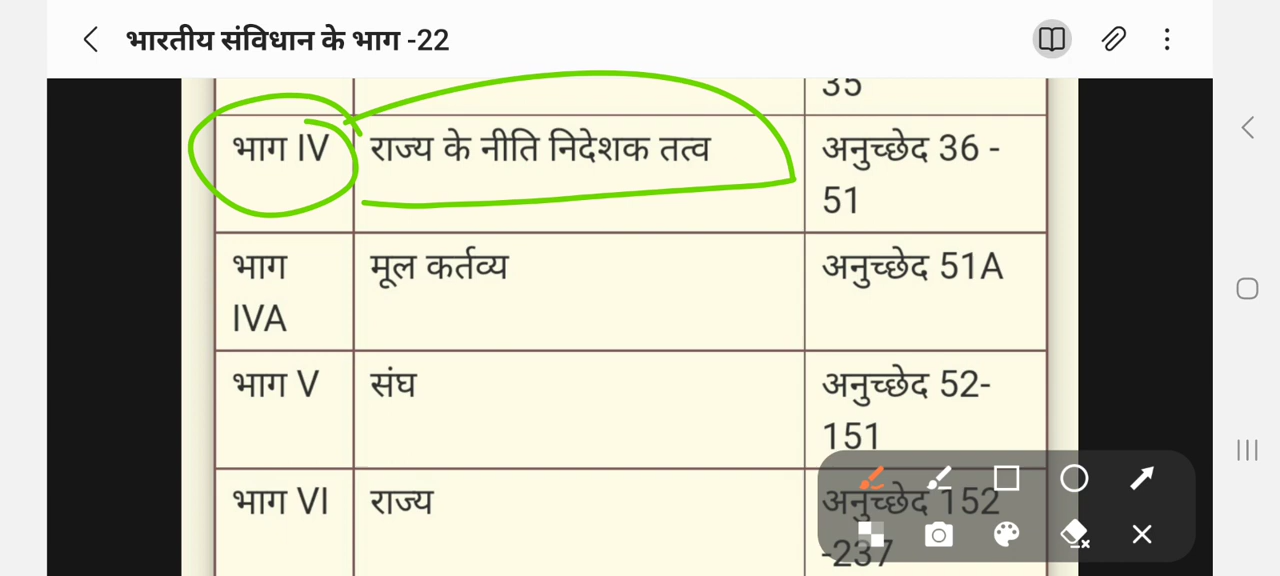 भारतीय संविधान के भाग -22
35
भाग IV राज्य के नीति निदेशक तत्व अनुच्छेद 36 -
51
भाग मूल कर्तव्य अनुच्छेद 51A
IVA
भाग V संघ अनुच्छेद 52-
151
भाग VI राज्य अनुच्छेद 152
-237